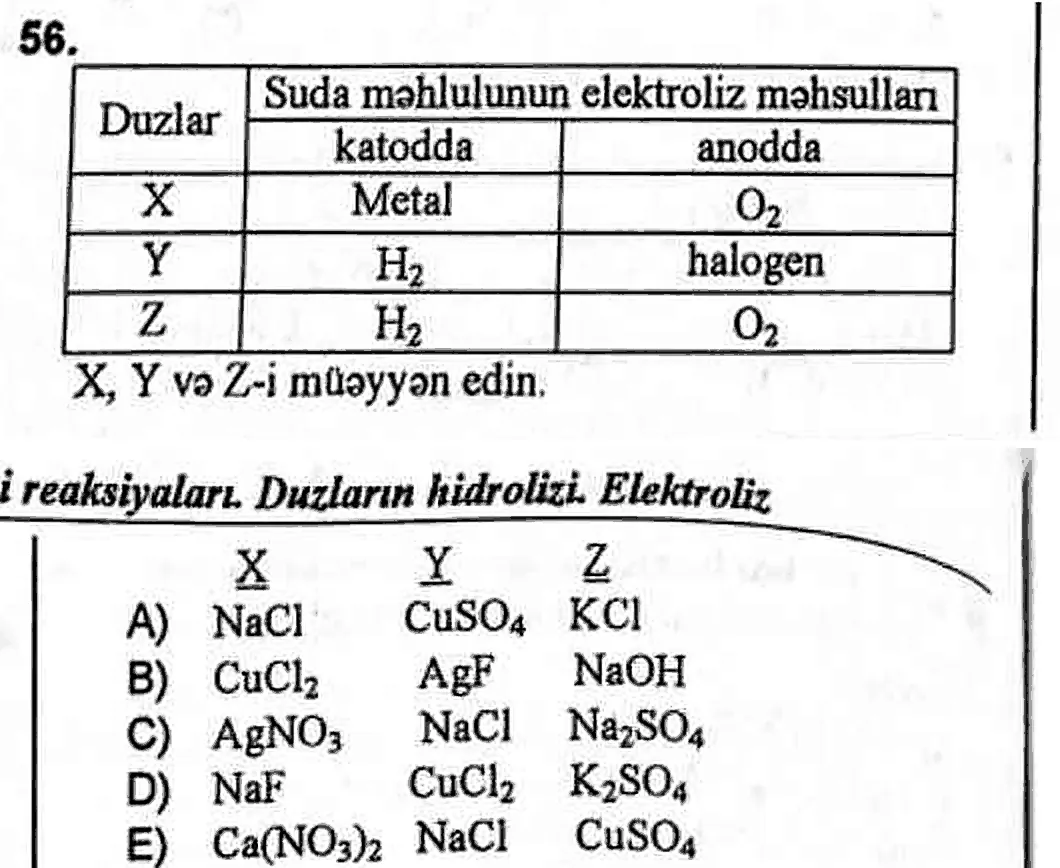 56.
Duzlar Suda məhlulunun elektroliz məhsulları
katodda anodda
X Metal O₂
Y H₂ halogen
Z H₂ O₂
X, Y və Z-i müəyyən edin.
i reaksiyaları. Duzların hidrolizi. Elektroliz
X Y Z
A) NaCl CuSO₄ KCl
B) CuCl₂ AgF NaOH
C) AgNO₃ NaCl Na₂SO₄
D) NaF CuCl₂ K₂SO₄
E) Ca(NO₃)₂ NaCl CuSO₄